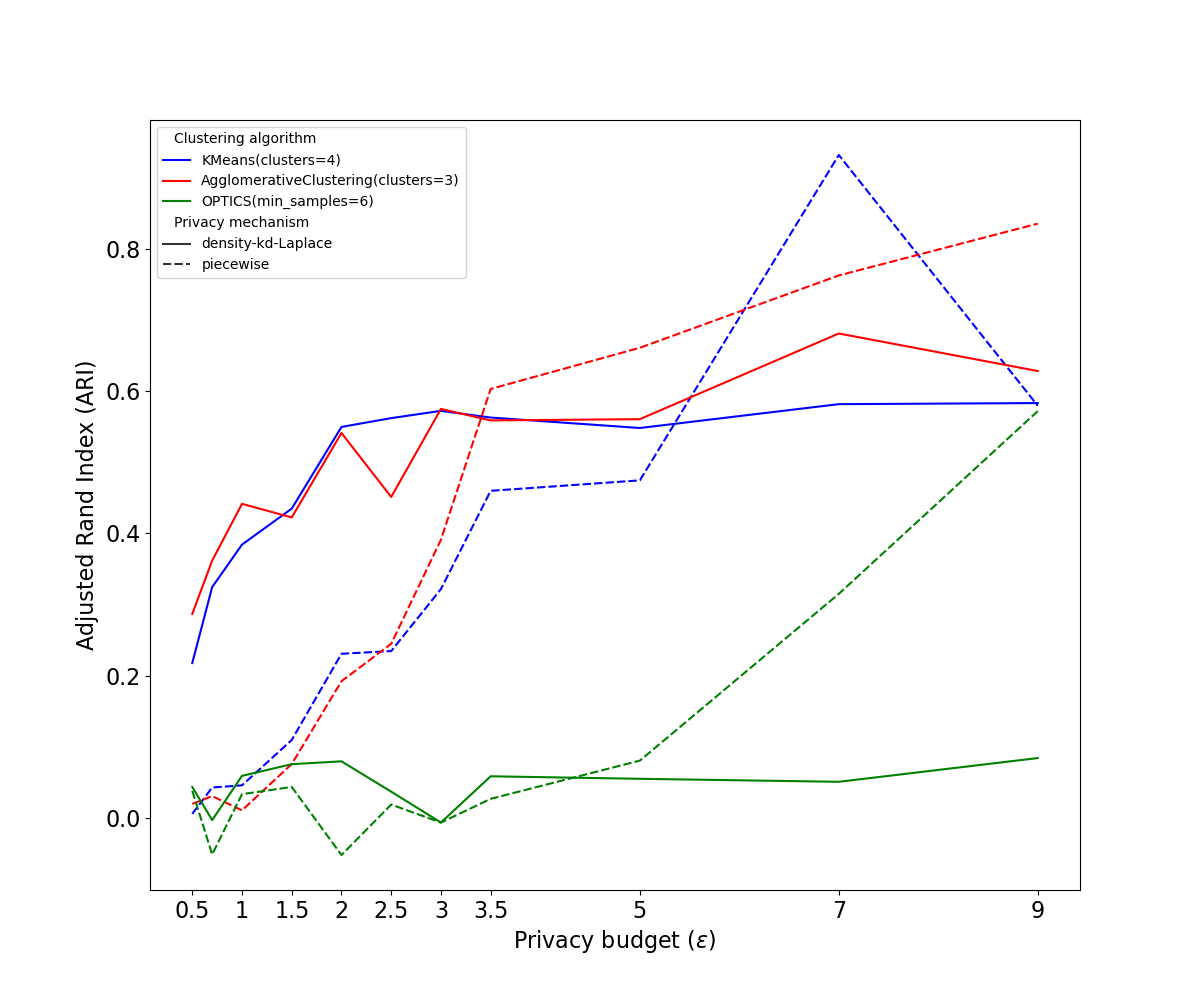 Clustering algorithm
KMeans(clusters=4)
AgglomerativeClustering(clusters=3)
OPTICS(min_samples=6)
Privacy mechanism
density-kd-Laplace
piecewise
Adjusted Rand Index (ARI)
0.8
0.6
0.4
0.2
0.0
0.5 1 1.5 2 2.5 3 3.5 5 7 9
Privacy budget (ε)